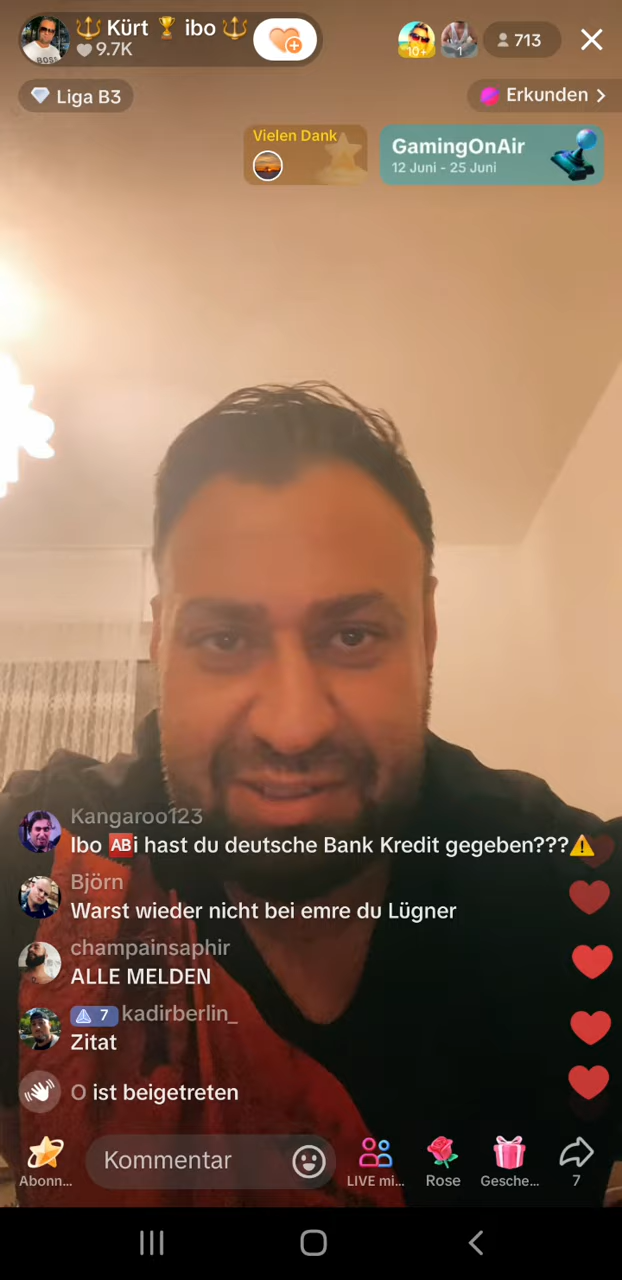 🔱 Kürt 🏆 ibo 🔱
9.7K
10+
1
713
Liga B3
Erkunden
Vielen Dank
GamingOnAir
12 Juni - 25 Juni
Kangaroo123
Ibo 🆎i hast du deutsche Bank Kredit gegeben???⚠️
Björn
Warst wieder nicht bei emre du Lügner
champainsaphir
ALLE MELDEN
7 kadirberlin_
Zitat
O ist beigetreten
Kommentar
Abonn...
LIVE mi...
Rose
Gesche...
7